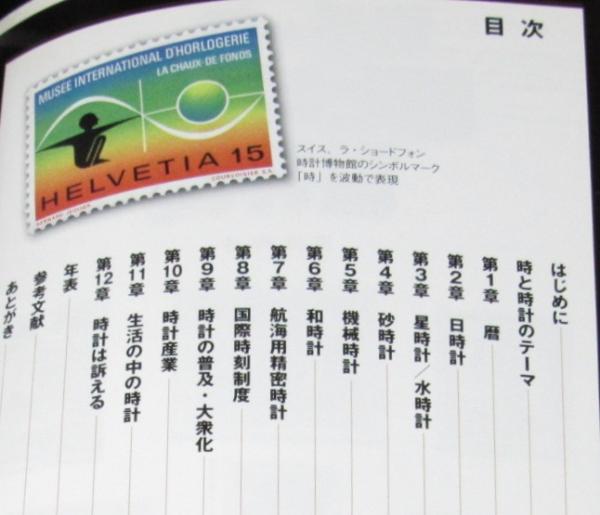 目次
MUSÉE INTERNATIONAL D'HORLOGERIE
LA CHAUX-DE-FONDS
HELVETIA 15
COURVOISIER S.A.
スイス、ラ・ショードフォン
時計博物館のシンボルマーク
「時」を波動で表現
はじめに
時と時計のテーマ
第1章 暦
第2章 日時計
第3章 星時計/水時計
第4章 砂時計
第5章 機械時計
第6章 和時計
第7章 航海用精密時計
第8章 国際時刻制度
第9章 時計の普及・大衆化
第10章 時計産業
第11章 生活の中の時計
第12章 時計は訴える
年表
参考文献
あとがき